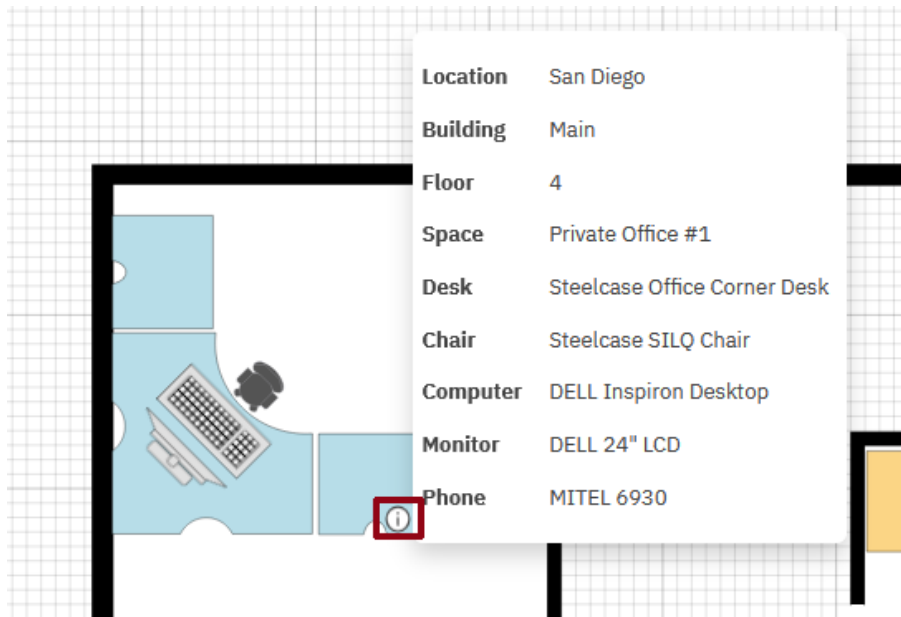 Location San Diego
Building Main
Floor 4
Space Private Office #1
Desk Steelcase Office Corner Desk
Chair Steelcase SILQ Chair
Computer DELL Inspiron Desktop
Monitor DELL 24" LCD
Phone MITEL 6930
i